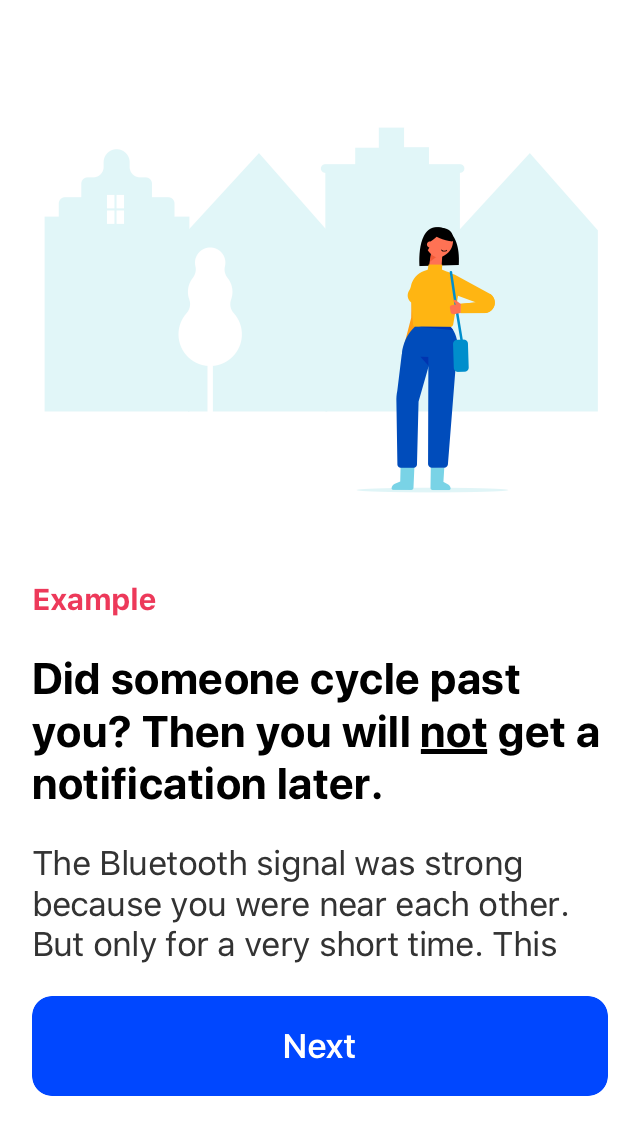 Example
Did someone cycle past
you? Then you will not get a
notification later.
The Bluetooth signal was strong
because you were near each other.
But only for a very short time. This
Next